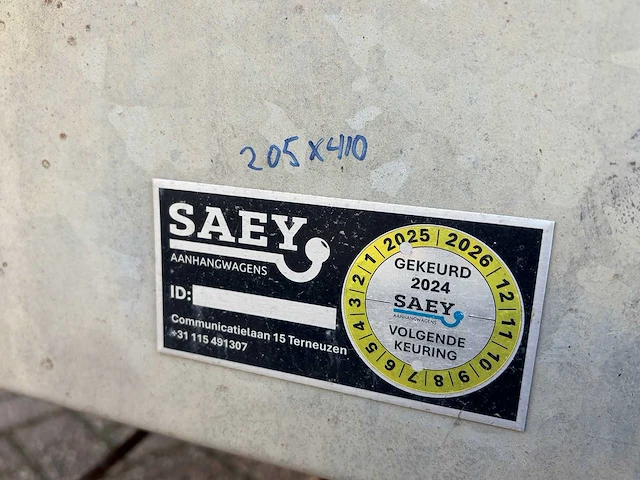 205x410
SAEY
AANHANGWAGENS
ID:
Communicatielaan 15 Terneuzen
+31 115 491307
1 2025 2026 12 11 10 9 8 7 6 5 4 3 2
GEKEURD
2024
SAEY
AANHANGWAGENS
VOLGENDE
KEURING